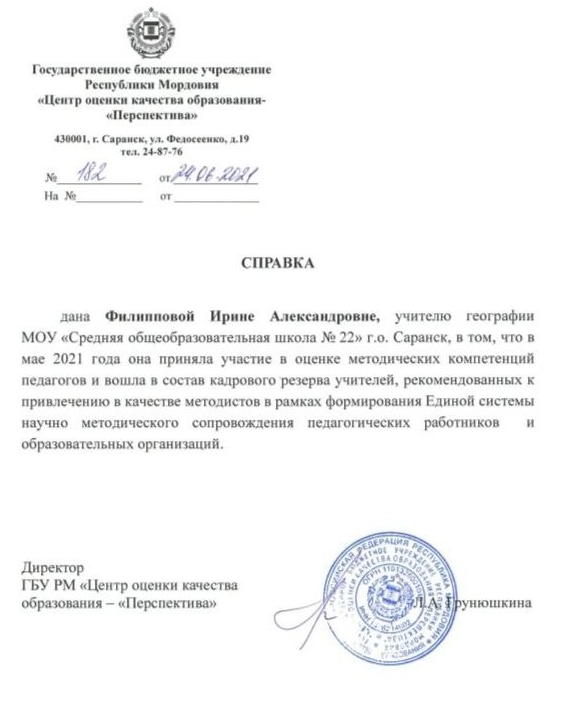 Государственное бюджетное учреждение
Республики Мордовия
«Центр оценки качества образования-
«Перспектива»
430001, г. Саранск, ул. Федосеенко, д.19
тел. 24-87-76
№ 182 от 24.06.2021
На № от
СПРАВКА
дана Филипповой Ирине Александровне, учителю географии
МОУ «Средняя общеобразовательная школа № 22» г.о. Саранск, в том, что в
мае 2021 года она приняла участие в оценке методических компетенций
педагогов и вошла в состав кадрового резерва учителей, рекомендованных к
привлечению в качестве методистов в рамках формирования Единой системы
научно методического сопровождения педагогических работников и
образовательных организаций.
Директор
ГБУ РМ «Центр оценки качества
образования – «Перспектива»
Л.А. Грунюшкина